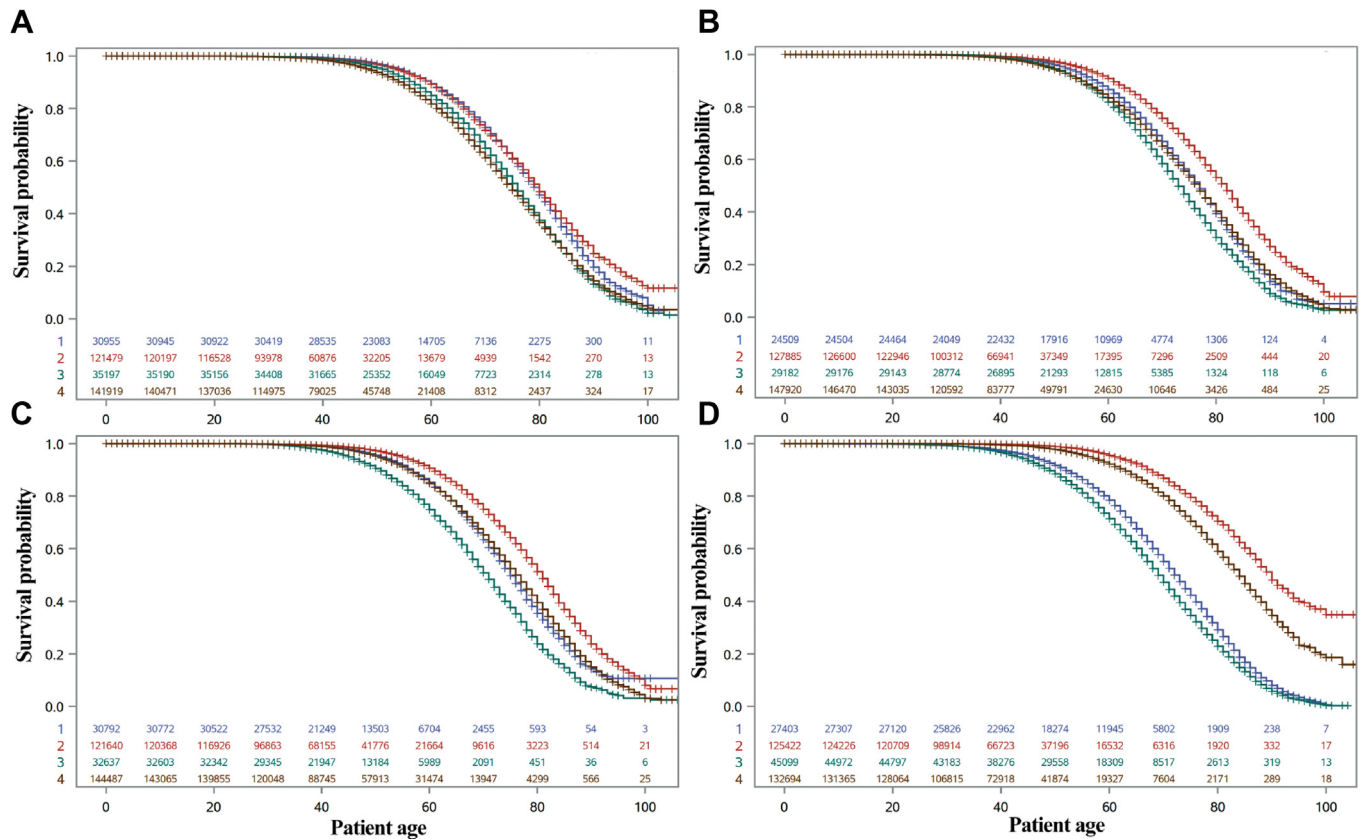 A
B
Survival probability
Survival probability
1.0
0.8
0.6
0.4
0.2
0.0
1.0
0.8
0.6
0.4
0.2
0.0
1 30955 30945 30922 30419 28535 23083 14705 7136 2275 300 11
2 121479 120197 116528 93978 60876 32205 13679 4939 1542 270 13
3 35197 35190 35156 34408 31665 25352 16049 7723 2314 278 13
4 141919 140471 137036 114975 79025 45748 21408 8312 2437 324 17
0 20 40 60 80 100
Patient age
1 24509 24504 24464 24049 22432 17916 10969 4774 1306 124 4
2 127885 126600 122946 100312 66941 37349 17395 7296 2509 444 20
3 29182 29176 29143 28774 26895 21293 12815 5385 1324 118 6
4 147920 146470 143035 120592 83777 49791 24630 10646 3426 484 25
0 20 40 60 80 100
Patient age
C
D
Survival probability
Survival probability
1.0
0.8
0.6
0.4
0.2
0.0
1.0
0.8
0.6
0.4
0.2
0.0
1 30792 30772 30522 27532 21249 13503 6704 2455 593 54 3
2 121640 120368 116926 96863 68155 41776 21664 9616 3223 514 21
3 32637 32603 32342 29345 21947 13184 5989 2091 451 36 6
4 144487 143065 139855 120048 88745 57913 31474 13947 4299 566 25
0 20 40 60 80 100
Patient age
1 27403 27307 27120 25826 22962 18274 11945 5802 1909 238 7
2 125422 124226 120709 98914 66723 37196 16532 6316 1920 332 17
3 45099 44972 44797 43183 38276 29558 18309 8517 2613 319 13
4 132694 131365 128064 106815 72918 41874 19327 7604 2171 289 18
0 20 40 60 80 100
Patient age